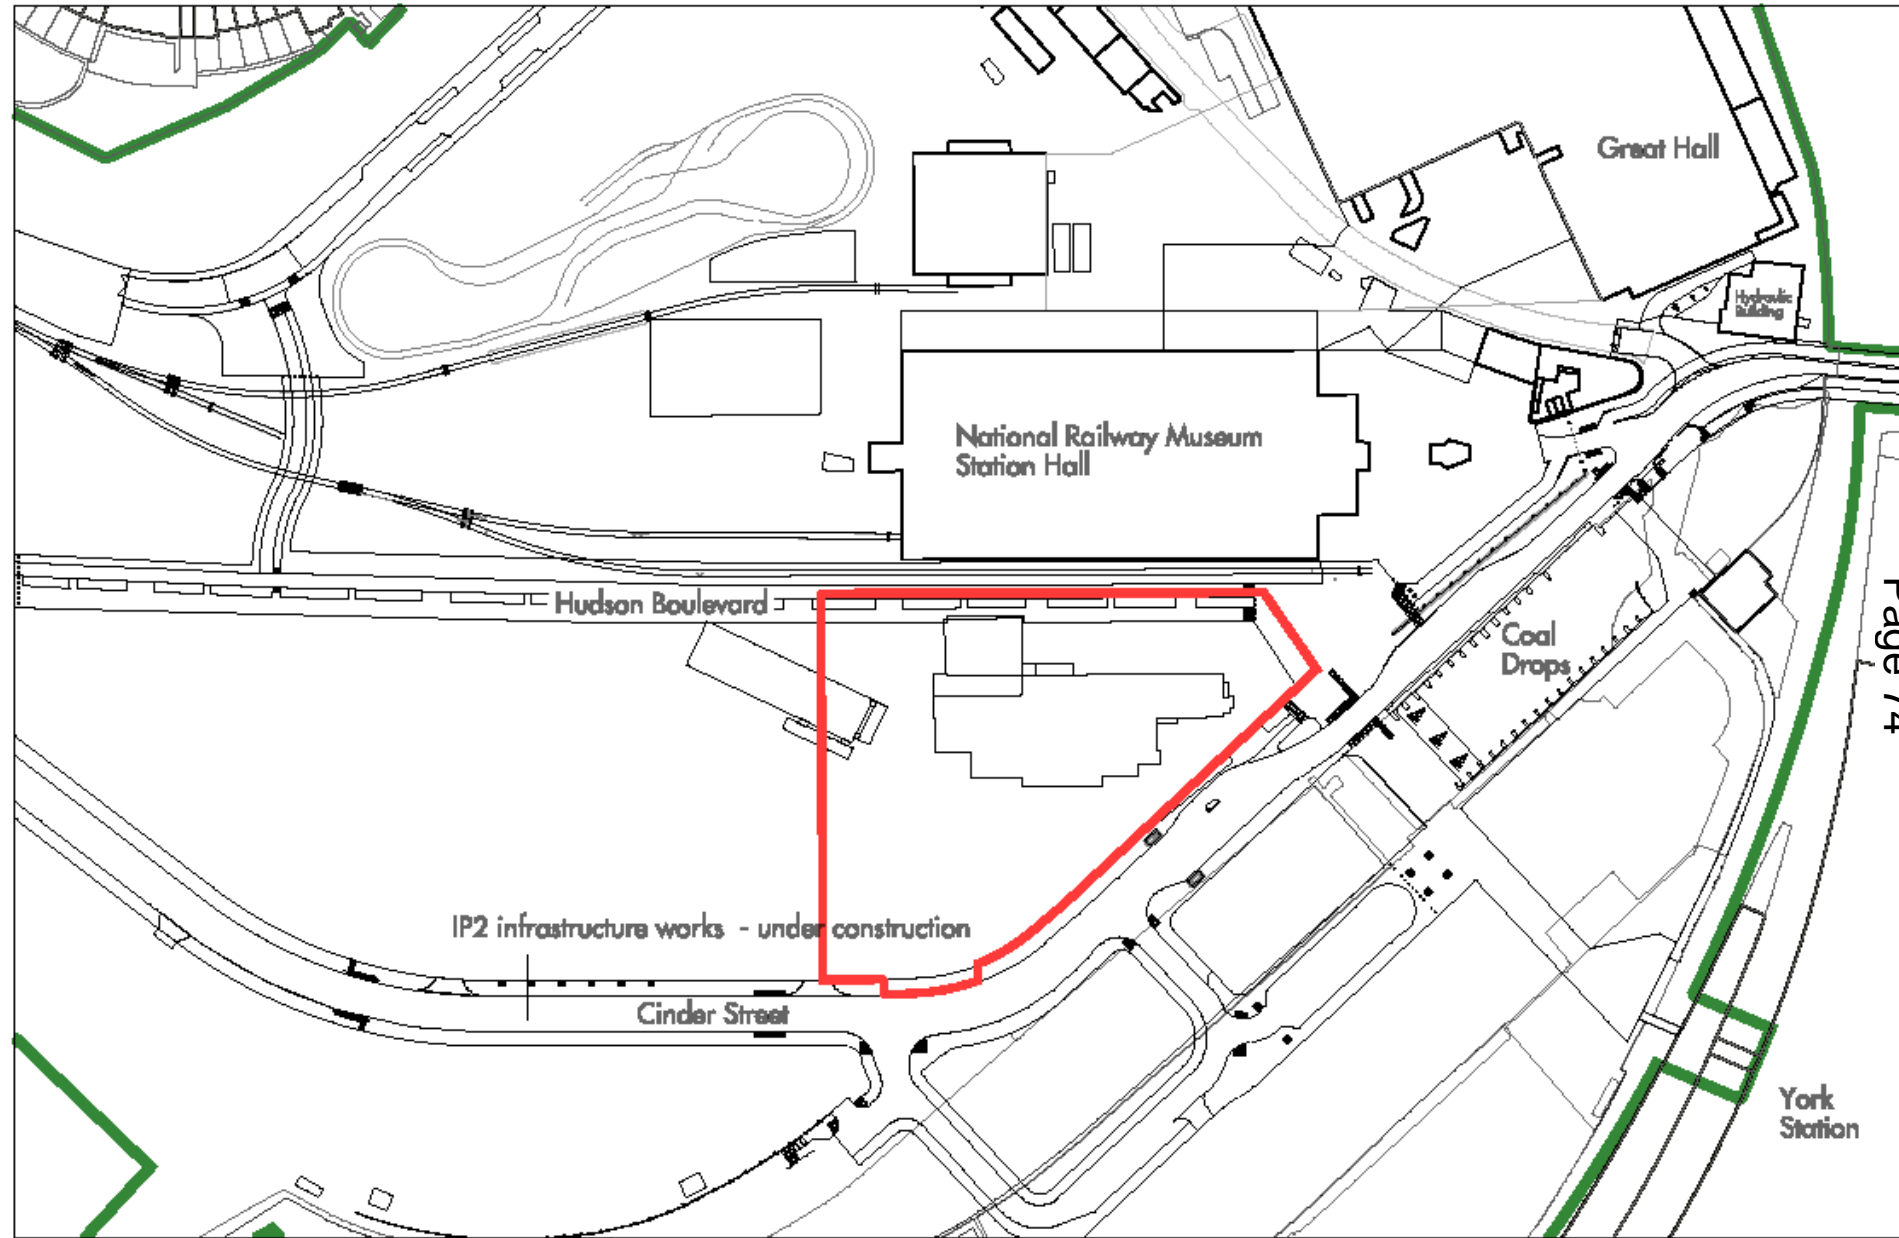 Great Hall
Hydraulic
Building
National Railway Museum
Station Hall
Hudson Boulevard
Coal
Drops
Page 74
IP2 infrastructure works - under construction
Cinder Street
York
Station